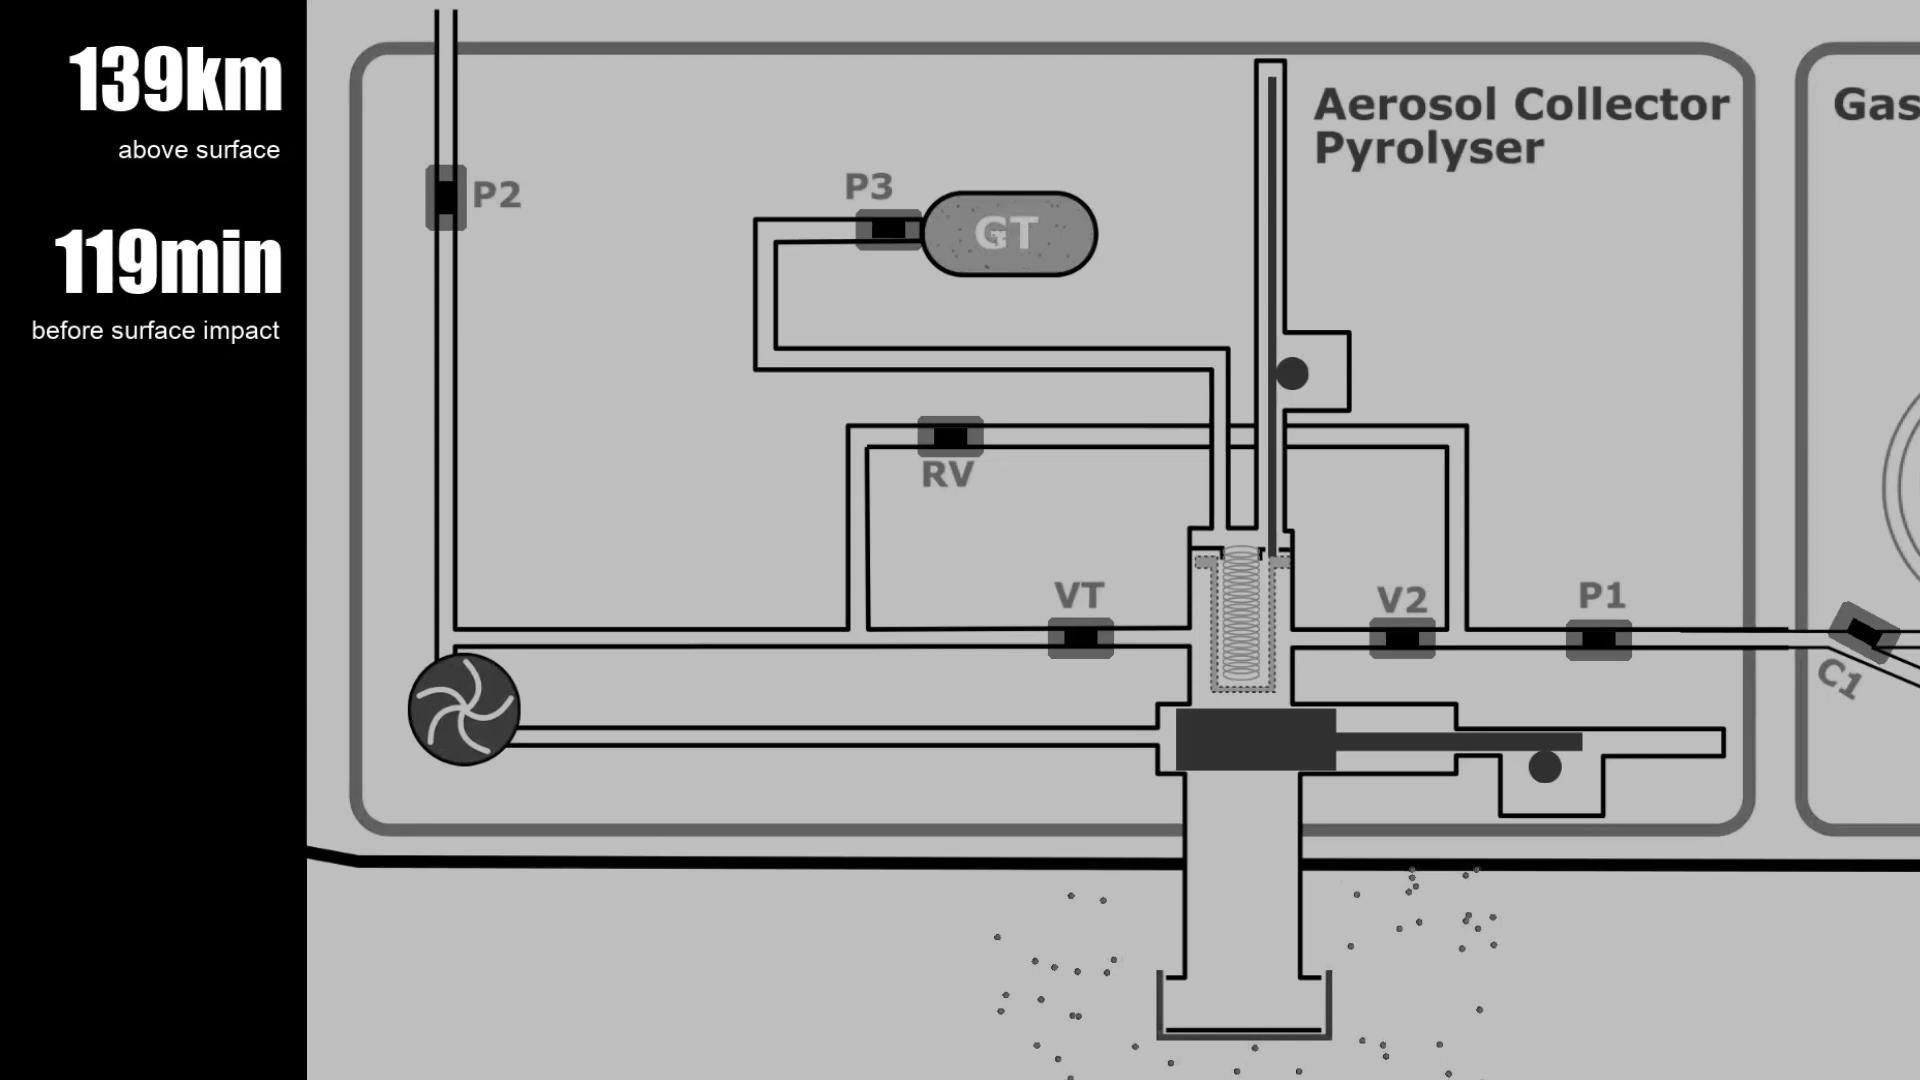 139km
above surface
119min
before surface impact
Aerosol Collector
Pyrolyser
Gas
P2
P3
GT
RV
VT
V2
P1
C1